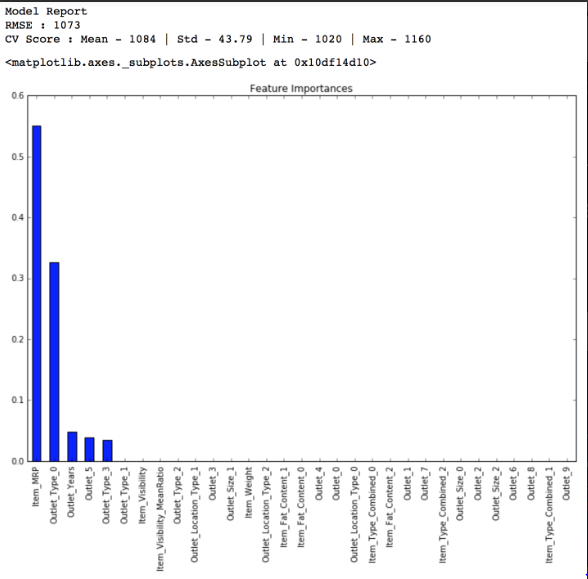 Model Report
RMSE : 1073
CV Score : Mean - 1084 | Std - 43.79 | Min - 1020 | Max - 1160
<matplotlib.axes._subplots.AxesSubplot at 0x10df14d10>
Feature Importances
0.6
0.5
0.4
0.3
0.2
0.1
0.0
Item_MRP
Outlet_Type_0
Outlet_Years
Outlet_5
Outlet_Type_3
Outlet_Type_1
Item_Visibility
Item_Visibility_MeanRatio
Outlet_Type_2
Outlet_Location_Type_1
Outlet_3
Outlet_Size_1
Item_Weight
Outlet_Location_Type_2
Item_Fat_Content_1
Item_Fat_Content_0
Outlet_4
Outlet_0
Outlet_Location_Type_0
Item_Type_Combined_0
Item_Fat_Content_2
Outlet_1
Outlet_7
Item_Type_Combined_2
Outlet_Size_0
Outlet_2
Outlet_Size_2
Outlet_6
Outlet_8
Item_Type_Combined_1
Outlet_9